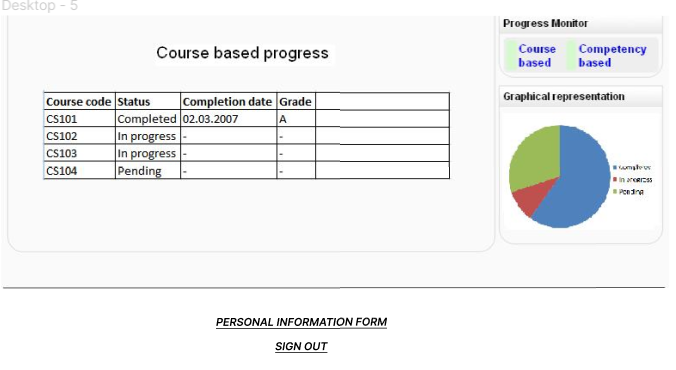 Desktop - 5
Progress Monitor
Course based
Competency based
Course based progress
Graphical representation
Course code Status Completion date Grade
CS101 Completed 02.03.2007 A
CS102 In progress - -
CS103 In progress - -
CS104 Pending - -
Completed
In progress
Pending
PERSONAL INFORMATION FORM
SIGN OUT